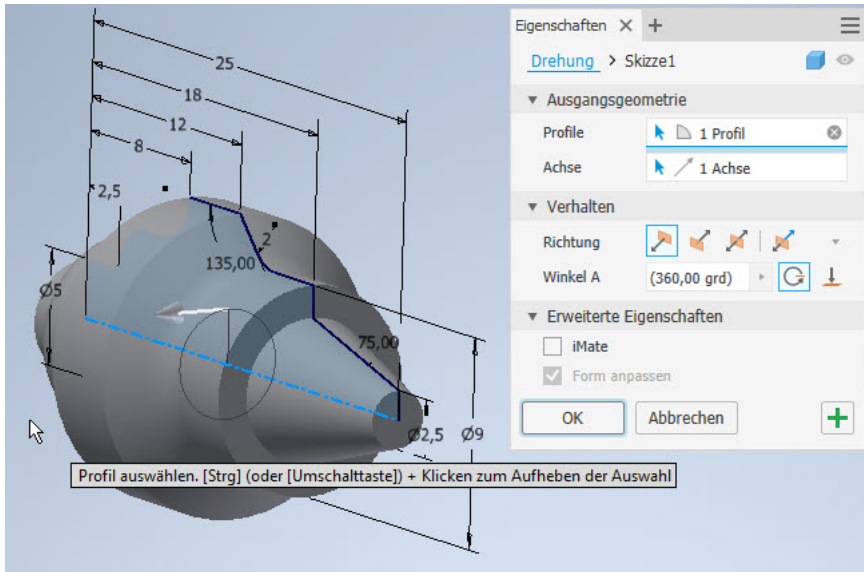 25
18
12
8
2,5
2
135,00
Ø5
75,00
Ø2,5
Ø9
Profil auswählen. [Strg] (oder [Umschalttaste]) + Klicken zum Aufheben der Auswahl
Eigenschaften × +
Drehung > Skizze1
Ausgangsgeometrie
Profile 1 Profil
Achse 1 Achse
Verhalten
Richtung
Winkel A (360,00 grd)
Erweiterte Eigenschaften
iMate
Form anpassen
OK Abbrechen +